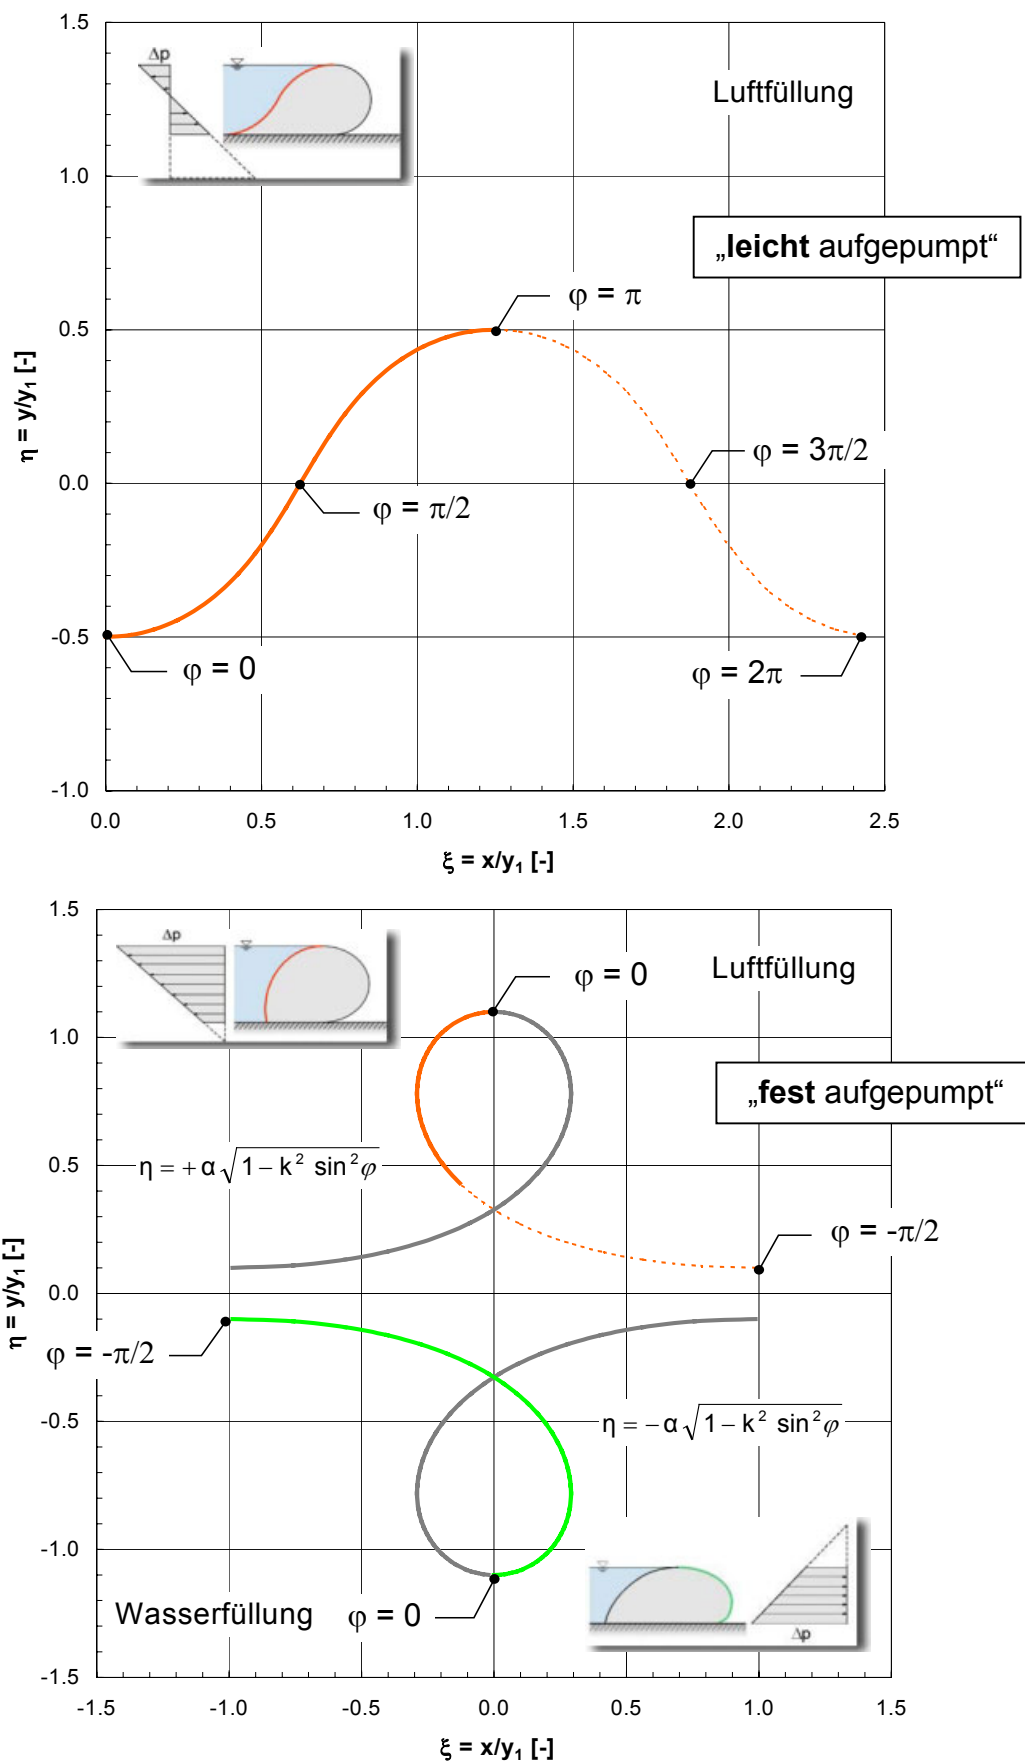 1.5
Δp
Luftfüllung
1.0
„leicht aufgepumpt“
φ = π
0.5
φ = 3π/2
0.0
φ = π/2
-0.5
φ = 0
φ = 2π
-1.0
0.0 0.5 1.0 1.5 2.0 2.5
η = y/y₁ [-]
ξ = x/y₁ [-]
1.5
Δp
φ = 0
Luftfüllung
1.0
„fest aufgepumpt“
η = + α √(1 − k² sin²φ)
0.5
φ = -π/2
0.0
φ = -π/2
-0.5
η = − α √(1 − k² sin²φ)
-1.0
Wasserfüllung
φ = 0
Δp
-1.5
-1.5 -1.0 -0.5 0.0 0.5 1.0 1.5
η = y/y₁ [-]
ξ = x/y₁ [-]